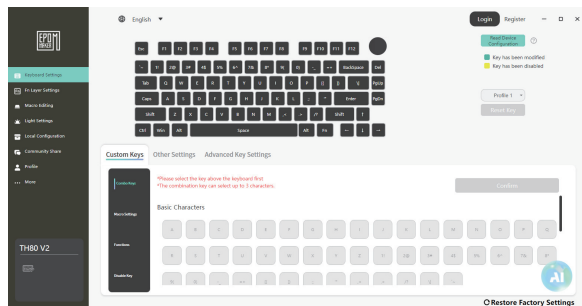 EPOMAKER
English
Login Register
Read Device
Configuration
Key has been modified
Key has been disabled
Profile 1
Reset Key
Keyboard Settings
Fn Layer Settings
Macro Editing
Light Settings
Local Configuration
Community Share
Profile
More
TH80 V2
Esc F1 F2 F3 F4 F5 F6 F7 F8 F9 F10 F11 F12
BackSpace Del
Tab Q W E R T Y U I O P PgUp
Caps A S D F G H J K L Enter PgDn
Shift Z X C V B N M Shift
Ctrl Win Alt Space Alt Fn
Custom Keys Other Settings Advanced Key Settings
Combo Keys
Macro Settings
Functions
Disable Key
*Please select the key above the keyboard first
*The combination key can select up to 3 characters.
Confirm
Basic Characters
A B C D E F G H I J K L M N O P Q
R S T U V W X Y Z
AI
Restore Factory Settings